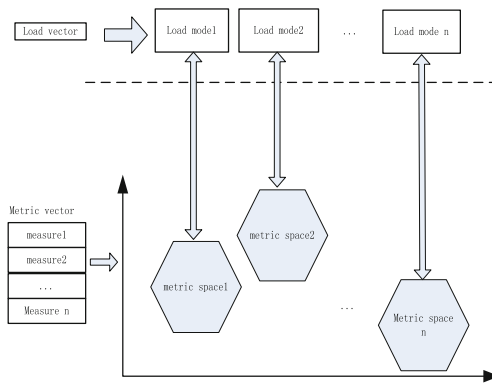 Load vector
Load mode1
Load mode2
...
Load mode n
Metric vector
measure1
measure2
...
Measure n
metric space1
metric space2
...
Metric space
n